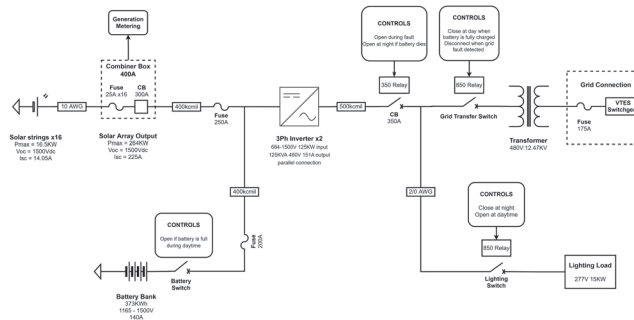 Generation
Metering
Combiner Box
400A
Fuse
25A x16
CB
300A
10 AWG
400kcmil
Fuse
250A
Solar strings x16
Pmax = 16.5KW
Voc = 1500Vdc
Isc = 14.05A
Solar Array Output
Pmax = 264KW
Voc = 1500Vdc
Isc = 225A
3Ph Inverter x2
664-1500V 125KW input
125KVA 480V 151A output
parallel connection
CONTROLS
Open during fault
Open at night if battery dies
350 Relay
500kcmil
CB
350A
CONTROLS
Close at day when
battery is fully charged
Disconnect when grid
fault detected
850 Relay
Grid Transfer Switch
Transformer
480V:12.47KV
Grid Connection
Fuse
175A
VTES
Switchgear
400kcmil
Fuse
200A
CONTROLS
Open if battery is full
during daytime
Battery
Switch
Battery Bank
373KWh
1165 - 1500V
140A
2/0 AWG
CONTROLS
Close at night
Open at daytime
850 Relay
Lighting
Switch
Lighting Load
277V 15KW